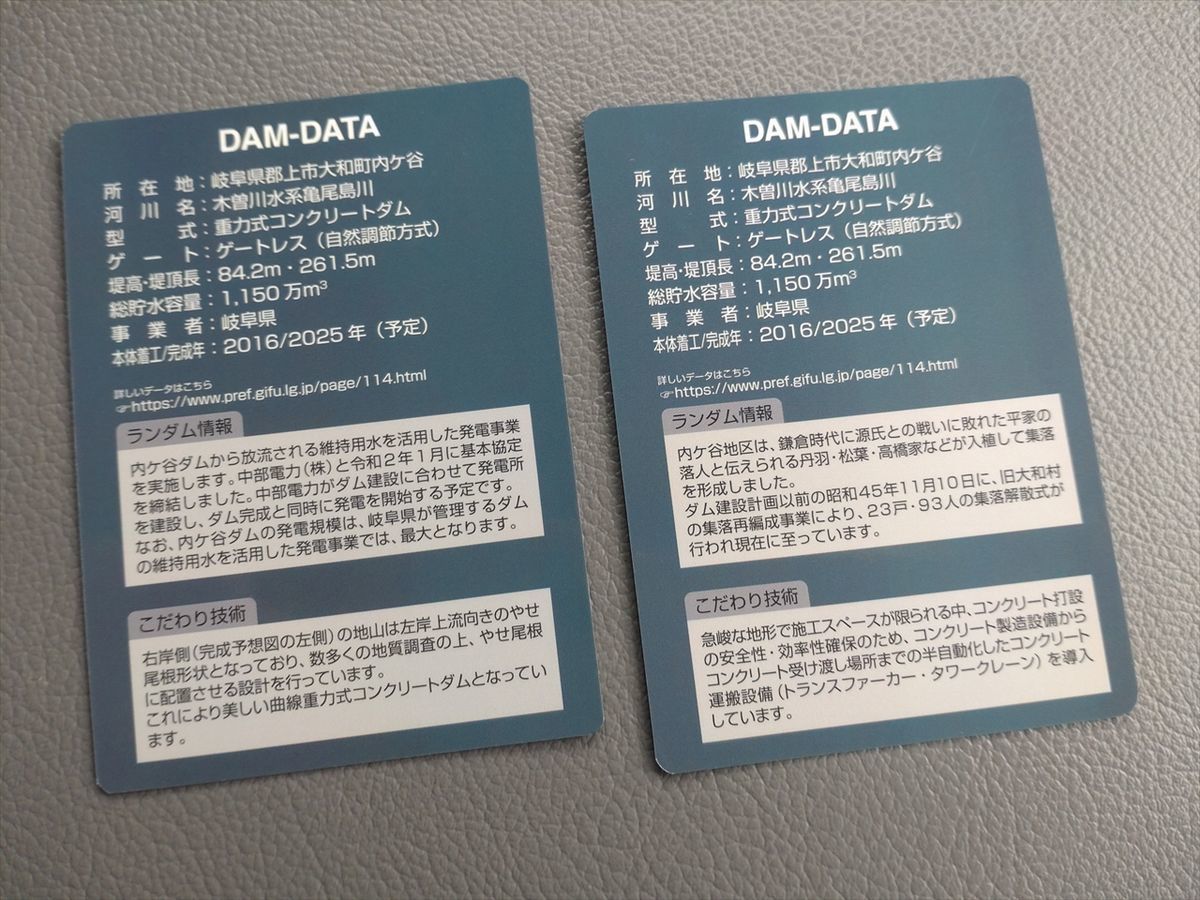 DAM-DATA
所在地：岐阜県郡上市大和町内ケ谷
河川名：木曽川水系亀尾島川
型式：重力式コンクリートダム
ゲート：ゲートレス（自然調節方式）
堤高・堤頂長：84.2m・261.5m
総貯水容量：1,150万m³
事業者：岐阜県
本体着工/完成年：2016/2025年（予定）
詳しいデータはこちら
☞https://www.pref.gifu.lg.jp/page/114.html
ランダム情報
内ケ谷ダムから放流される維持用水を活用した発電事業
を実施します。中部電力（株）と令和2年1月に基本協定
を締結しました。中部電力がダム建設に合わせて発電所
を建設し、ダム完成と同時に発電を開始する予定です。
なお、内ケ谷ダムの発電規模は、岐阜県が管理するダム
の維持用水を活用した発電事業では、最大となります。
こだわり技術
右岸側（完成予想図の左側）の地山は左岸上流向きのやせ
尾根形状となっており、数多くの地質調査の上、やせ尾根
に配置させる設計を行っています。
これにより美しい曲線重力式コンクリートダムとなってい
ます。
DAM-DATA
所在地：岐阜県郡上市大和町内ケ谷
河川名：木曽川水系亀尾島川
型式：重力式コンクリートダム
ゲート：ゲートレス（自然調節方式）
堤高・堤頂長：84.2m・261.5m
総貯水容量：1,150万m³
事業者：岐阜県
本体着工/完成年：2016/2025年（予定）
詳しいデータはこちら
☞https://www.pref.gifu.lg.jp/page/114.html
ランダム情報
内ケ谷地区は、鎌倉時代に源氏との戦いに敗れた平家の
落人と伝えられる丹羽・松葉・高橋家などが入植して集落
を形成しました。
ダム建設計画以前の昭和45年11月10日に、旧大和村
の集落再編成事業により、23戸・93人の集落解散式が
行われ現在に至っています。
こだわり技術
急峻な地形で施工スペースが限られる中、コンクリート打設
の安全性・効率性確保のため、コンクリート製造設備から
コンクリート受け渡し場所までの半自動化したコンクリート
運搬設備（トランスファーカー・タワークレーン）を導入
しています。